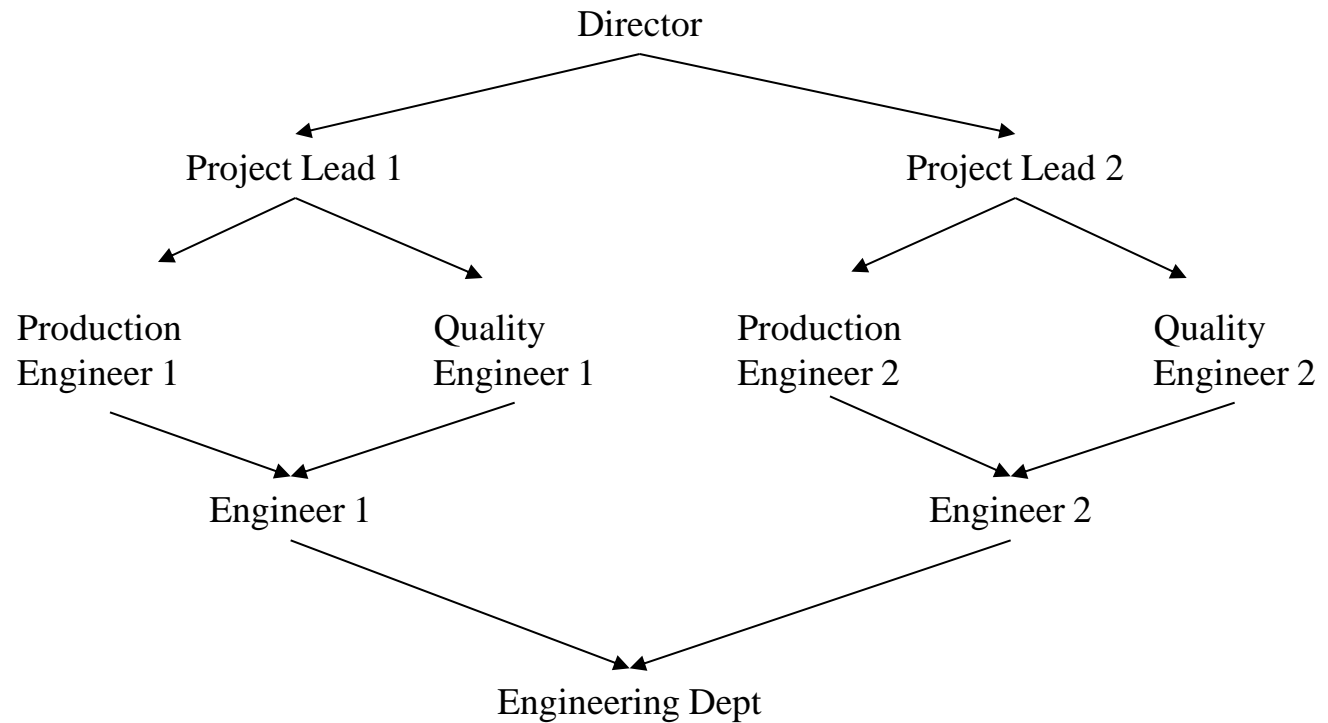 Director
Project Lead 1
Project Lead 2
Production
Engineer 1
Quality
Engineer 1
Production
Engineer 2
Quality
Engineer 2
Engineer 1
Engineer 2
Engineering Dept